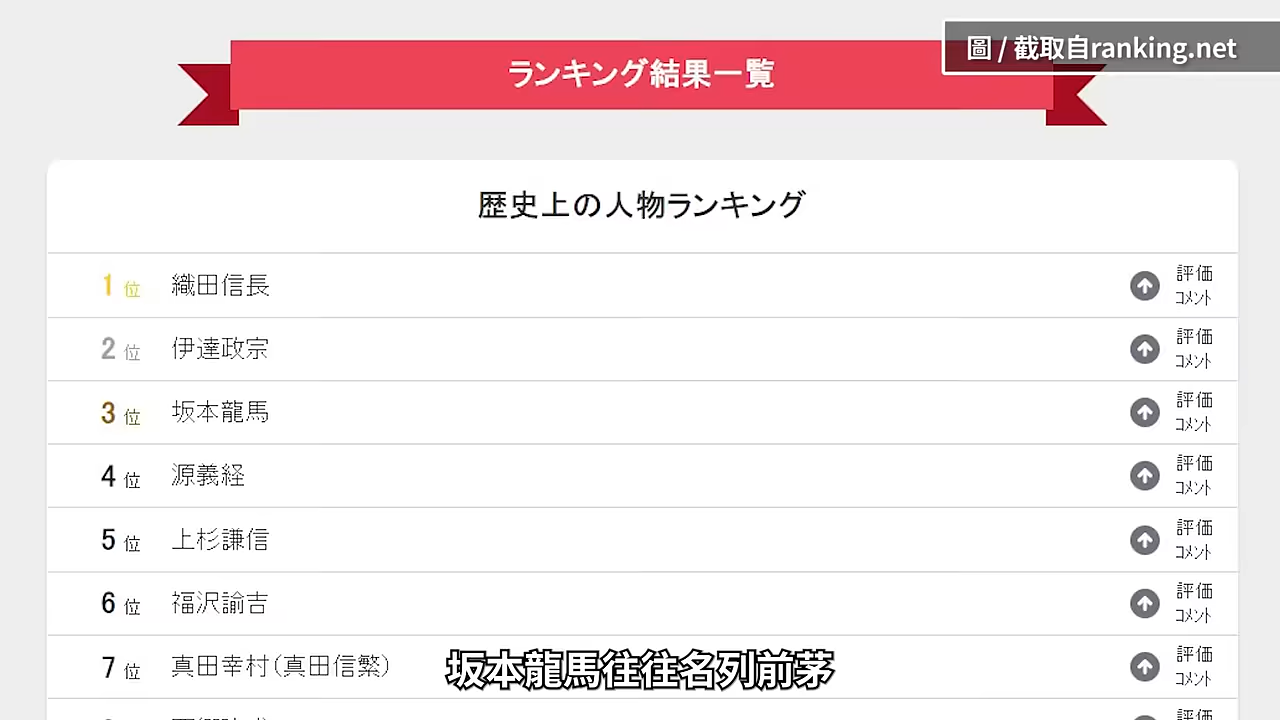 圖 / 截取自ranking.net
ランキング結果一覧
歴史上の人物ランキング
1 位 織田信長 評価 コメント
2 位 伊達政宗 評価 コメント
3 位 坂本龍馬 評価 コメント
4 位 源義経 評価 コメント
5 位 上杉謙信 評価 コメント
6 位 福沢諭吉 評価 コメント
7 位 真田幸村(真田信繁) 評価 コメント
坂本龍馬往往名列前茅
評価